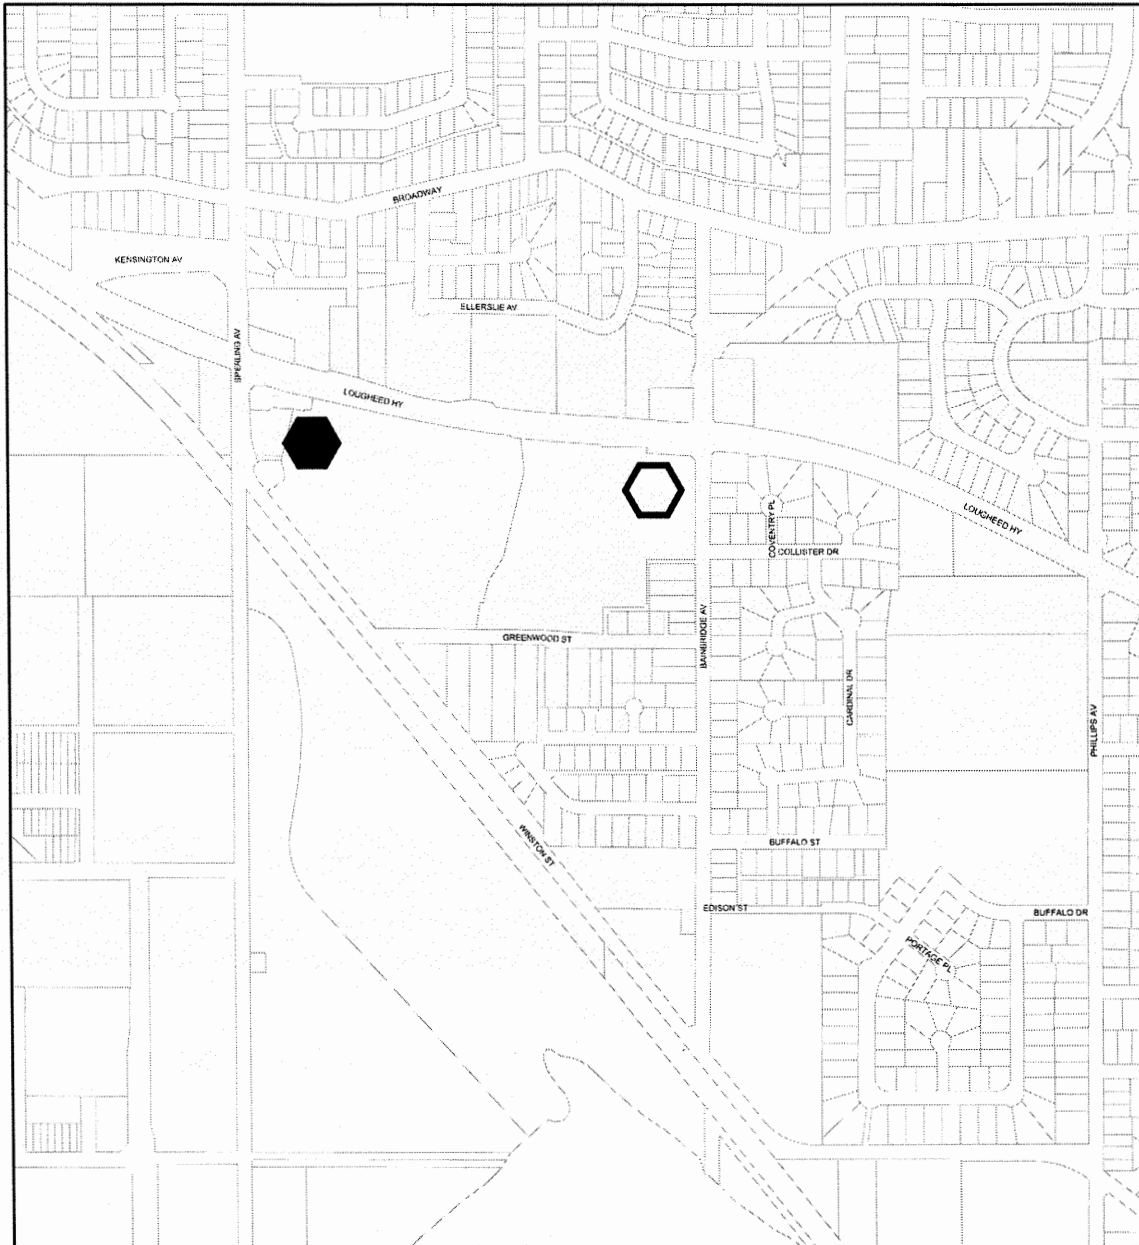 BROADWAY
KENSINGTON AV
ELLERSLIE AV
SPERLING AV
LOUGHEED HY
LOUGHEED HY
COVENTRY PL
COLLISTER DR
GREENWOOD ST
BAINBRIDGE AV
CARDINAL DR
PHILLIPS AV
WINSTON ST
BUFFALO ST
EDISON ST
BUFFALO DR
PORTAGE PL